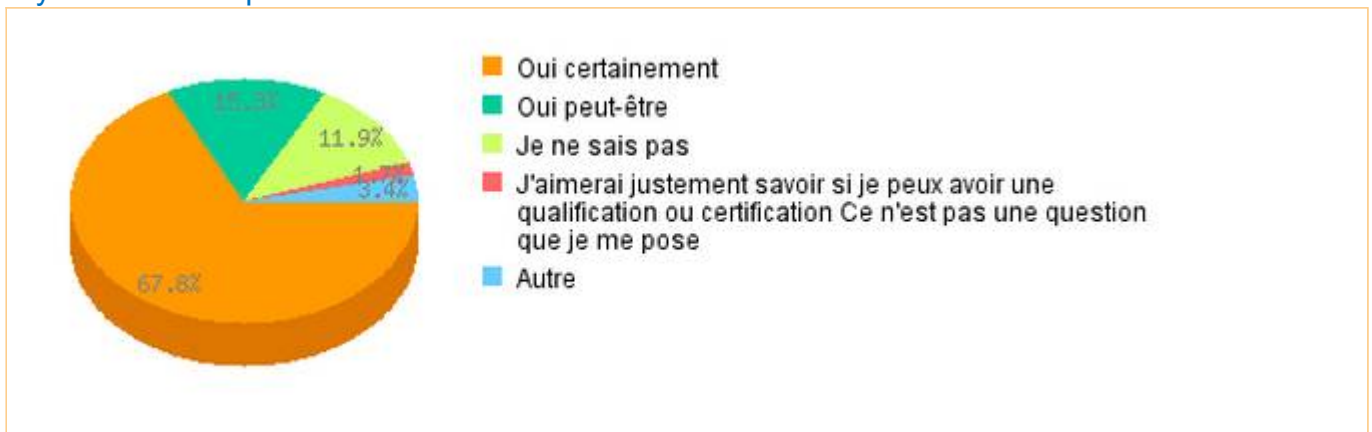 15.3%
11.9%
1.7%
3.4%
67.8%
Oui certainement
Oui peut-être
Je ne sais pas
J'aimerai justement savoir si je peux avoir une
qualification ou certification Ce n'est pas une question
que je me pose
Autre